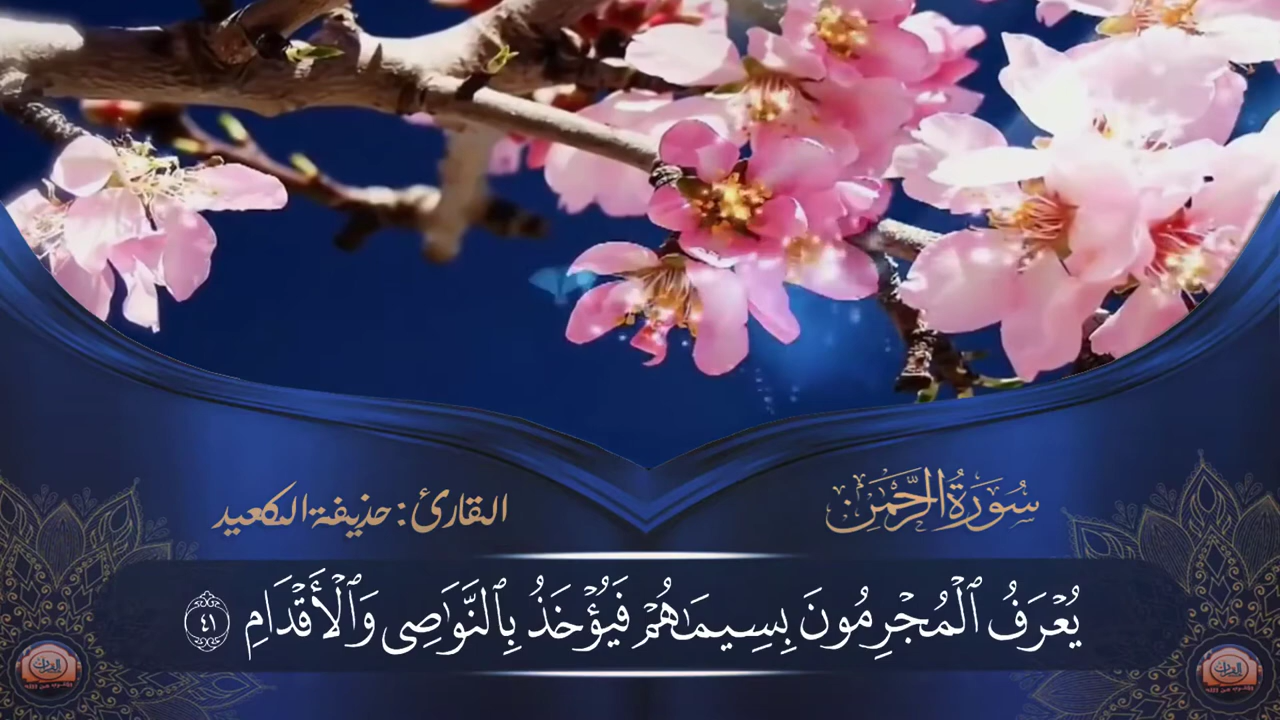 سُورَةُ الرَّحْمَٰن
القارئ : حذيفة الكعيد
يُعْرَفُ ٱلْمُجْرِمُونَ بِسِيمَـٰهُمْ فَيُؤْخَذُ بِٱلنَّوَٰصِى وَٱلْأَقْدَامِ ٤١